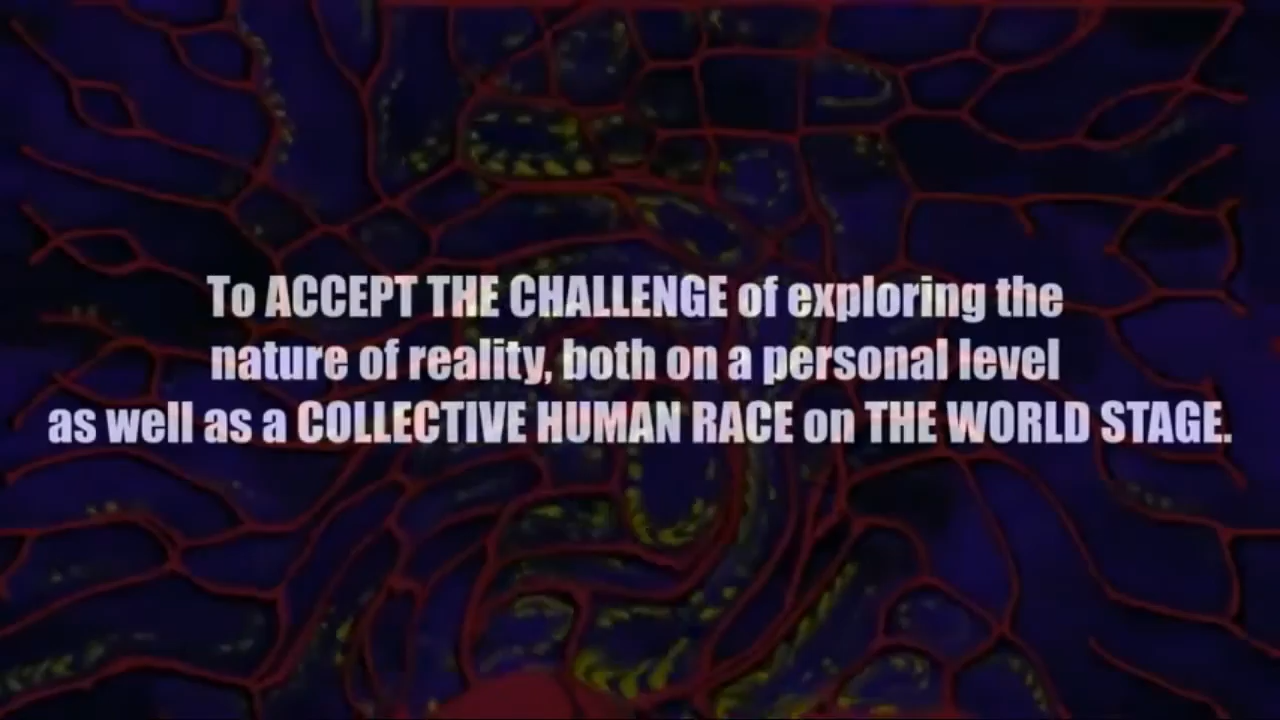 To ACCEPT THE CHALLENGE of exploring the
nature of reality, both on a personal level
as well as a COLLECTIVE HUMAN RACE on THE WORLD STAGE.